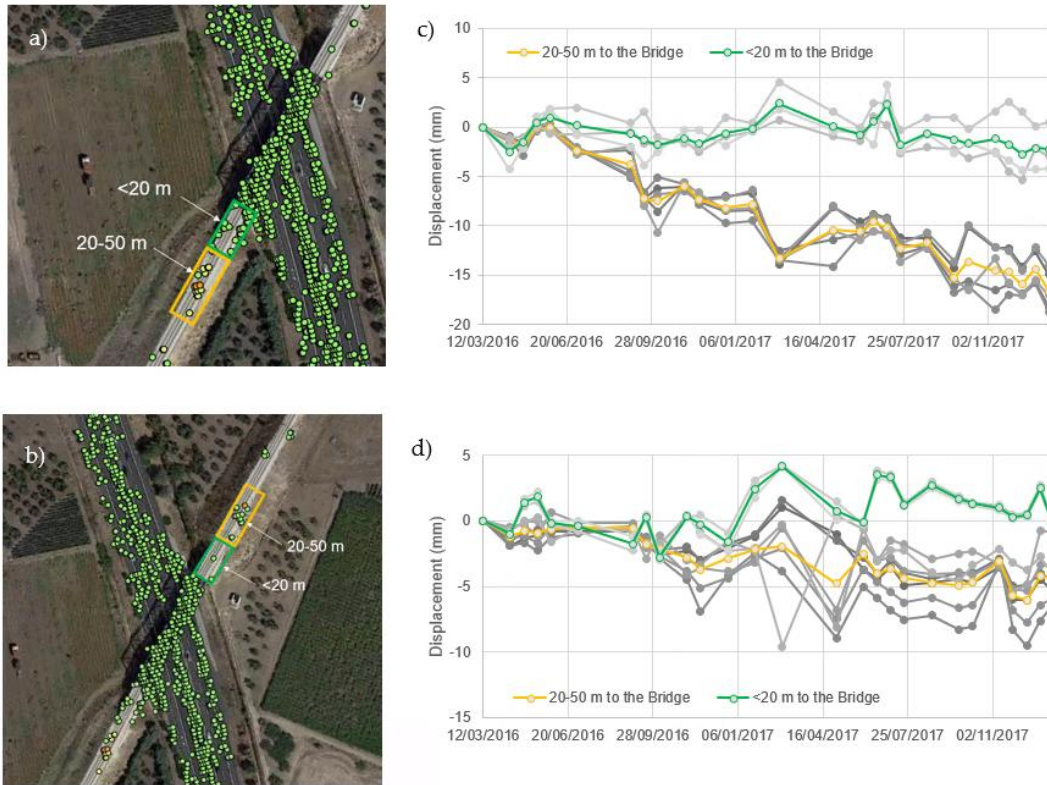 a)
<20 m
20-50 m
c)
20-50 m to the Bridge
<20 m to the Bridge
Displacement (mm)
10
5
0
-5
-10
-15
-20
12/03/2016 20/06/2016 28/09/2016 06/01/2017 16/04/2017 25/07/2017 02/11/2017
b)
20-50 m
<20 m
d)
Displacement (mm)
5
0
-5
-10
-15
20-50 m to the Bridge
<20 m to the Bridge
12/03/2016 20/06/2016 28/09/2016 06/01/2017 16/04/2017 25/07/2017 02/11/2017